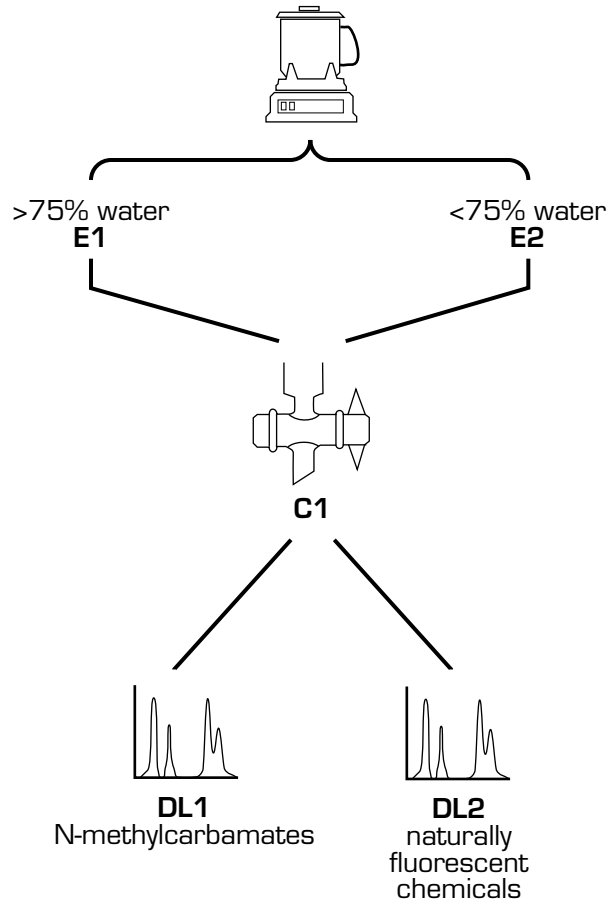 >75% water
E1
<75% water
E2
C1
DL1
N-methylcarbamates
DL2
naturally
fluorescent
chemicals